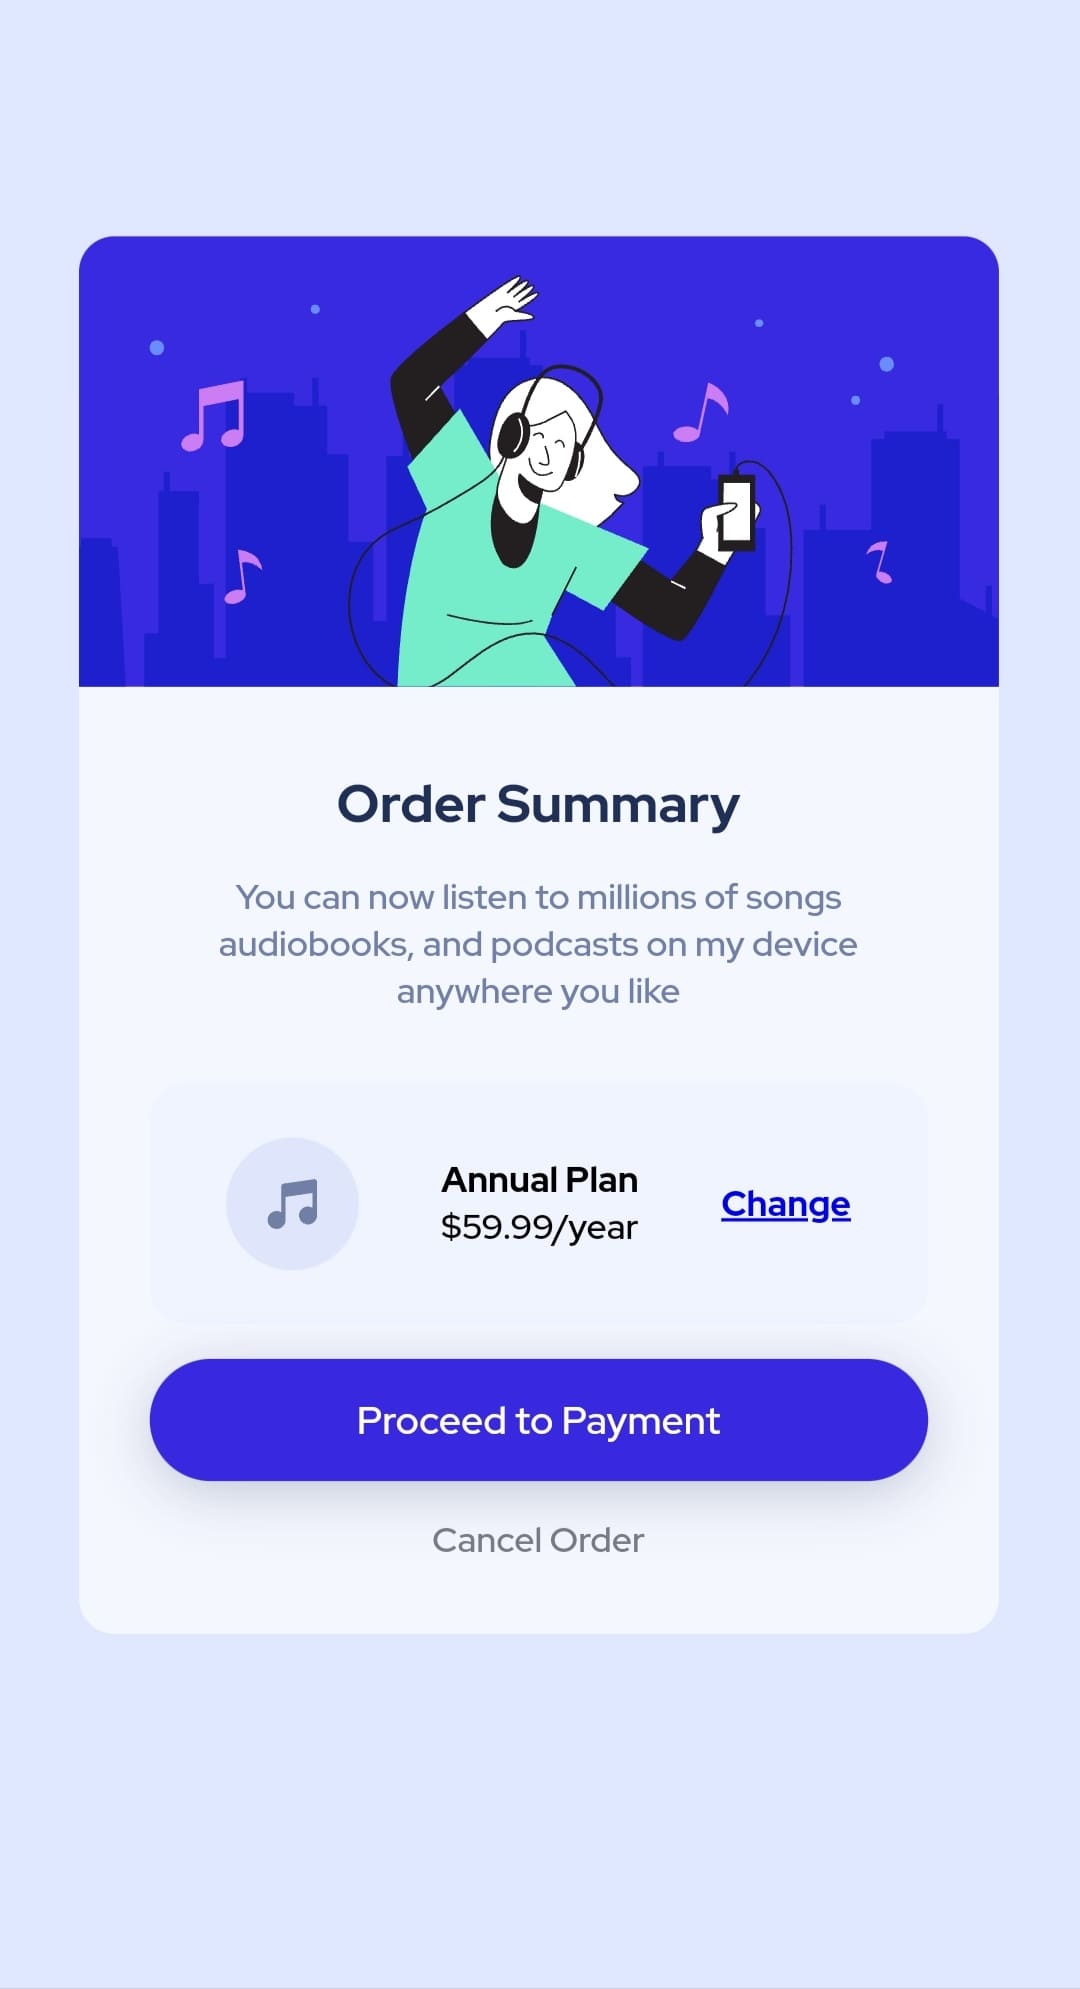 Order Summary
You can now listen to millions of songs
audiobooks, and podcasts on my device
anywhere you like
Annual Plan
$59.99/year
Change
Proceed to Payment
Cancel Order